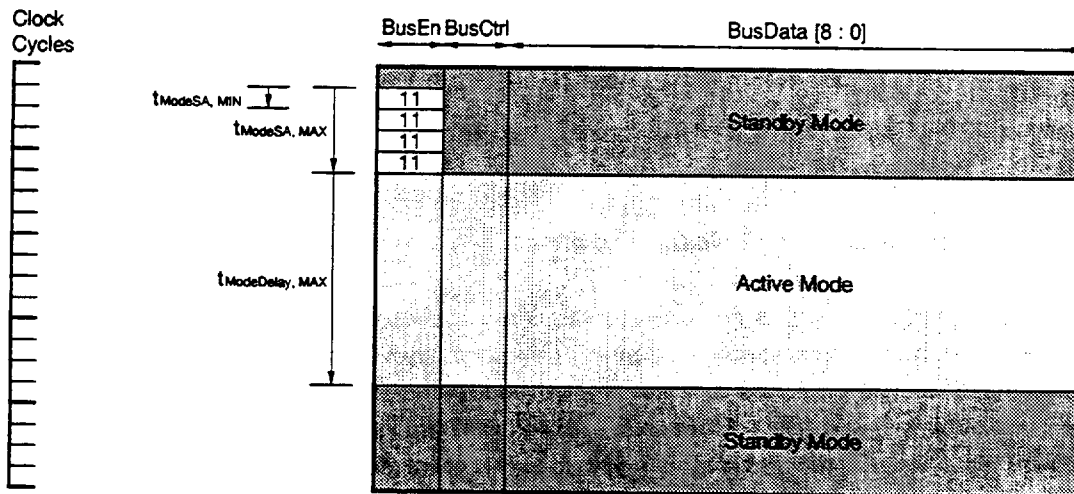 Clock
Cycles
BusEn BusCtrl BusData [8 : 0]
tModeSA, MIN
tModeSA, MAX
11
11
11
11
Standby Mode
tModeDelay, MAX
Active Mode
Standby Mode